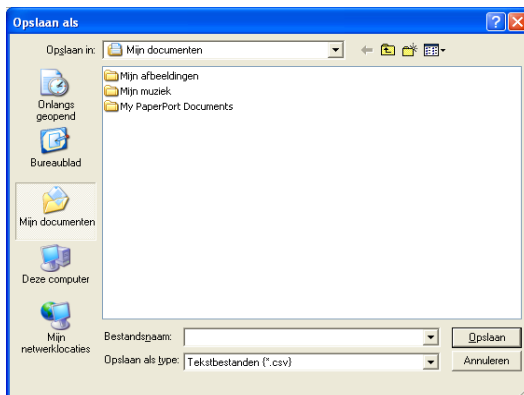 Opslaan als
Opslaan in:
Mijn documenten
Onlangs
geopend
Bureaublad
Mijn documenten
Deze computer
Mijn
netwerklocaties
Mijn afbeeldingen
Mijn muziek
My PaperPort Documents
Bestandsnaam:
Opslaan
Opslaan als type:
Tekstbestanden (*.csv)
Annuleren